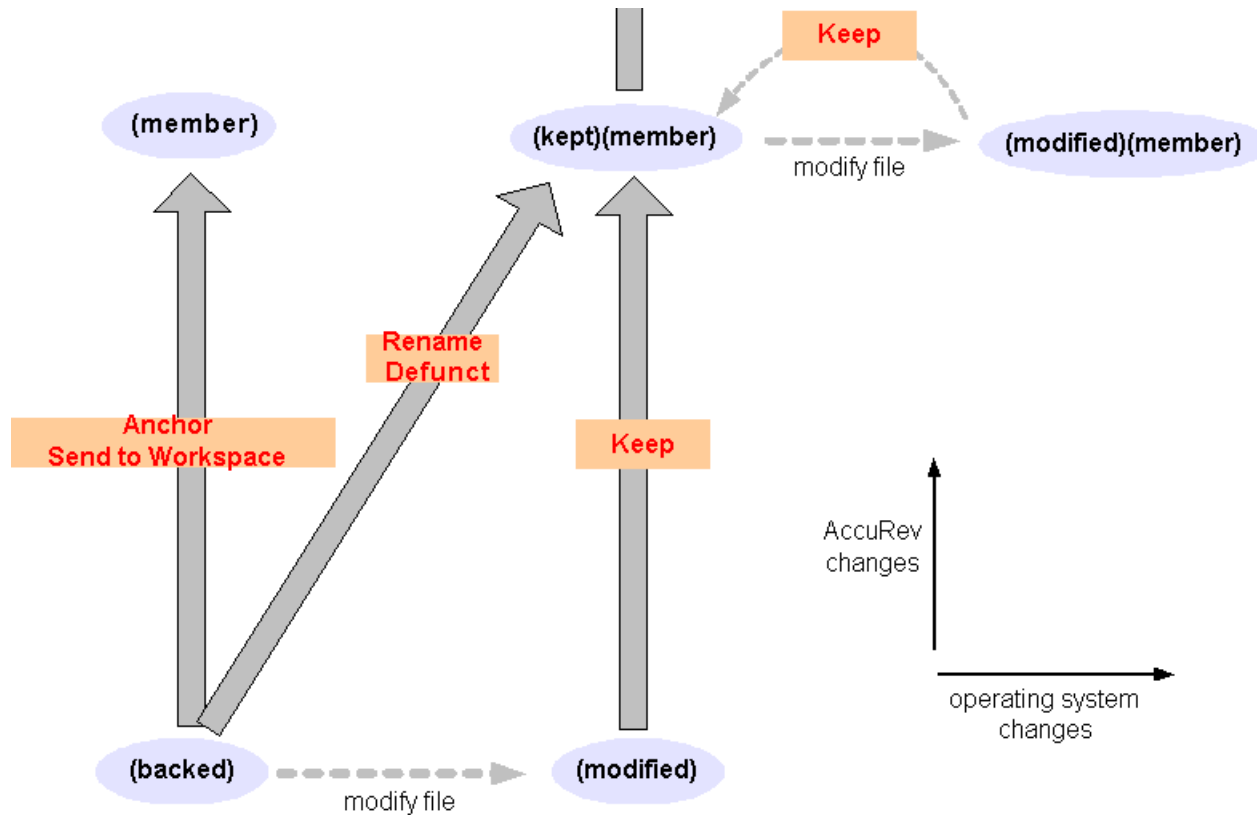 Keep
(member)
(kept)(member)
(modified)(member)
modify file
Rename
Defunct
Anchor
Send to Workspace
Keep
AccuRev
changes
operating system
changes
(backed)
(modified)
modify file